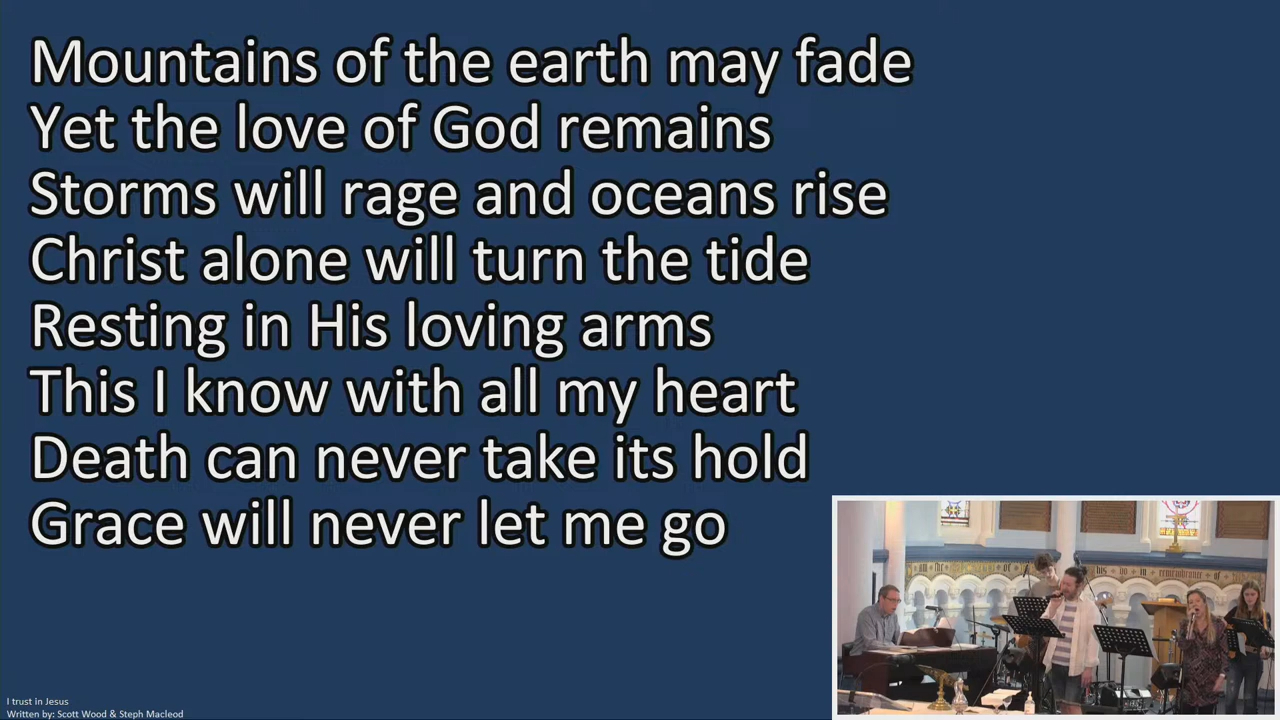 Mountains of the earth may fade
Yet the love of God remains
Storms will rage and oceans rise
Christ alone will turn the tide
Resting in His loving arms
This I know with all my heart
Death can never take its hold
Grace will never let me go
I trust in Jesus
Written by: Scott Wood & Steph Macleod